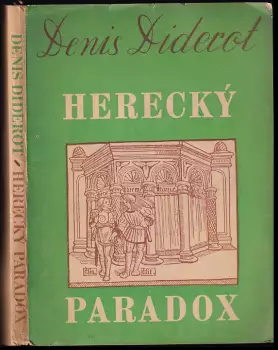 Denis Diderot
HERECKÝ
PARADOX
DENIS DIDEROT / HERECKÝ PARADOX